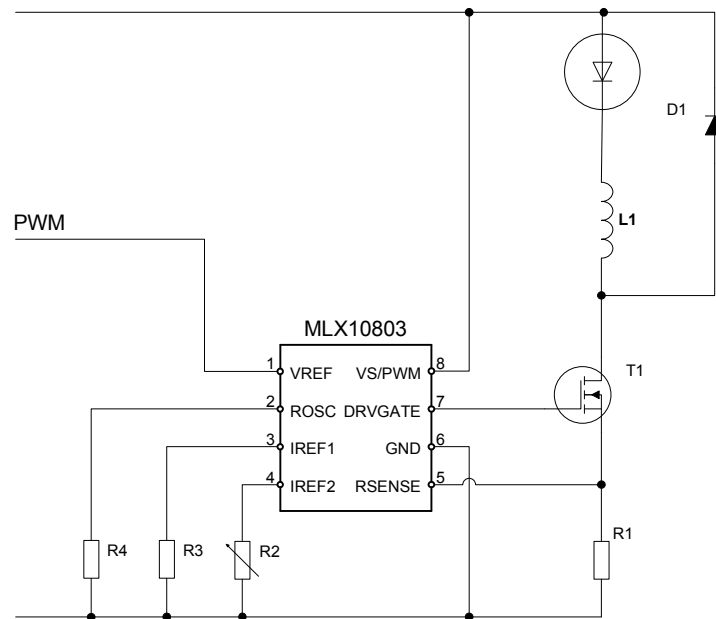 D1
PWM
L1
MLX10803
T1
1 VREF VS/PWM 8
2 ROSC DRVGATE 7
3 IREF1 GND 6
4 IREF2 RSENSE 5
R4 R3 R2 R1